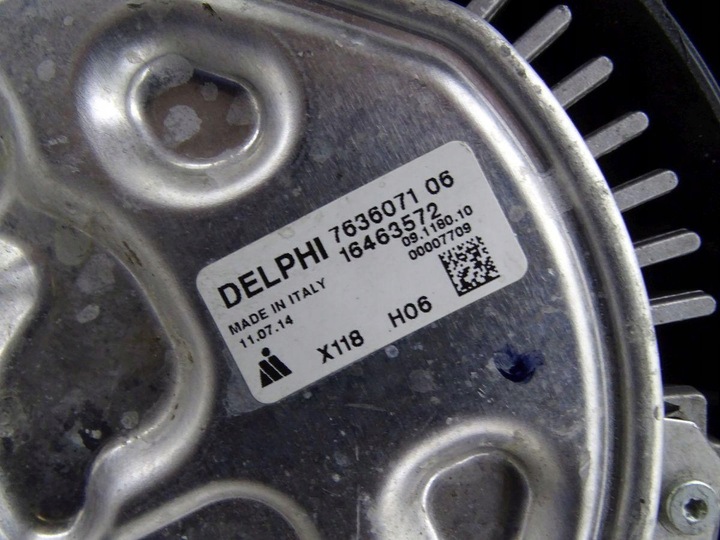 DELPHI 7636071 06
16463572
09.1180.10
00007709
MADE IN ITALY
11.07.14
X118 H06